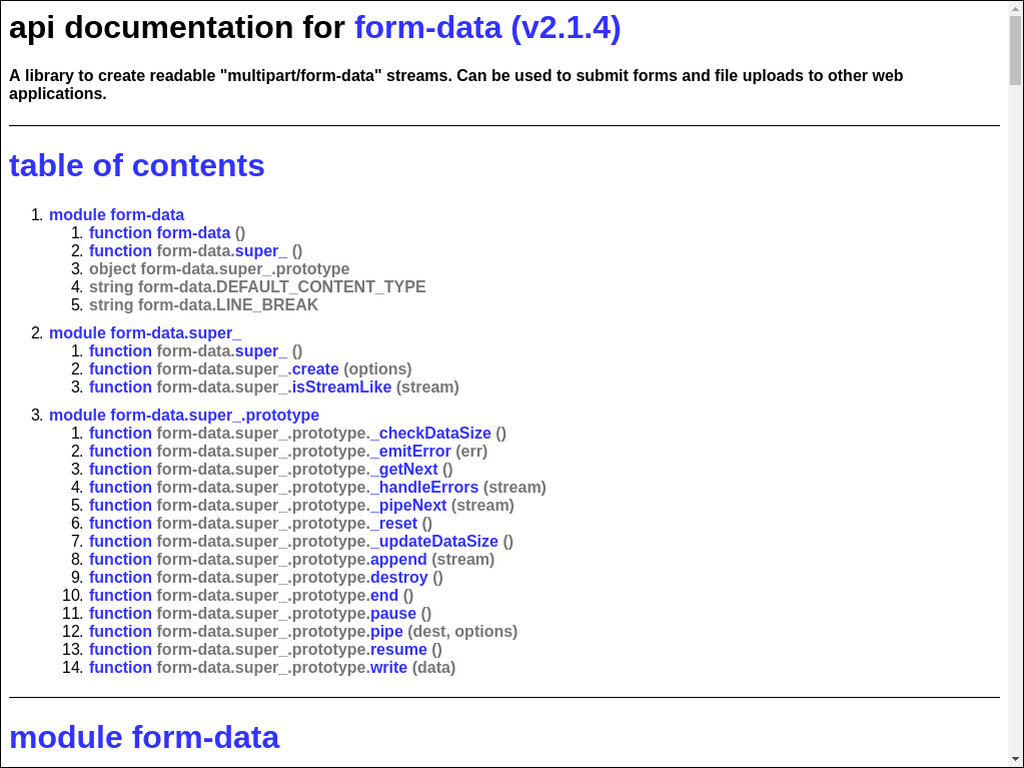 api documentation for form-data (v2.1.4)
A library to create readable "multipart/form-data" streams. Can be used to submit forms and file uploads to other web
applications.
table of contents
1. module form-data
1. function form-data ()
2. function form-data.super_ ()
3. object form-data.super_.prototype
4. string form-data.DEFAULT_CONTENT_TYPE
5. string form-data.LINE_BREAK
2. module form-data.super_
1. function form-data.super_ ()
2. function form-data.super_.create (options)
3. function form-data.super_.isStreamLike (stream)
3. module form-data.super_.prototype
1. function form-data.super_.prototype._checkDataSize ()
2. function form-data.super_.prototype._emitError (err)
3. function form-data.super_.prototype._getNext ()
4. function form-data.super_.prototype._handleErrors (stream)
5. function form-data.super_.prototype._pipeNext (stream)
6. function form-data.super_.prototype._reset ()
7. function form-data.super_.prototype._updateDataSize ()
8. function form-data.super_.prototype.append (stream)
9. function form-data.super_.prototype.destroy ()
10. function form-data.super_.prototype.end ()
11. function form-data.super_.prototype.pause ()
12. function form-data.super_.prototype.pipe (dest, options)
13. function form-data.super_.prototype.resume ()
14. function form-data.super_.prototype.write (data)
module form-data